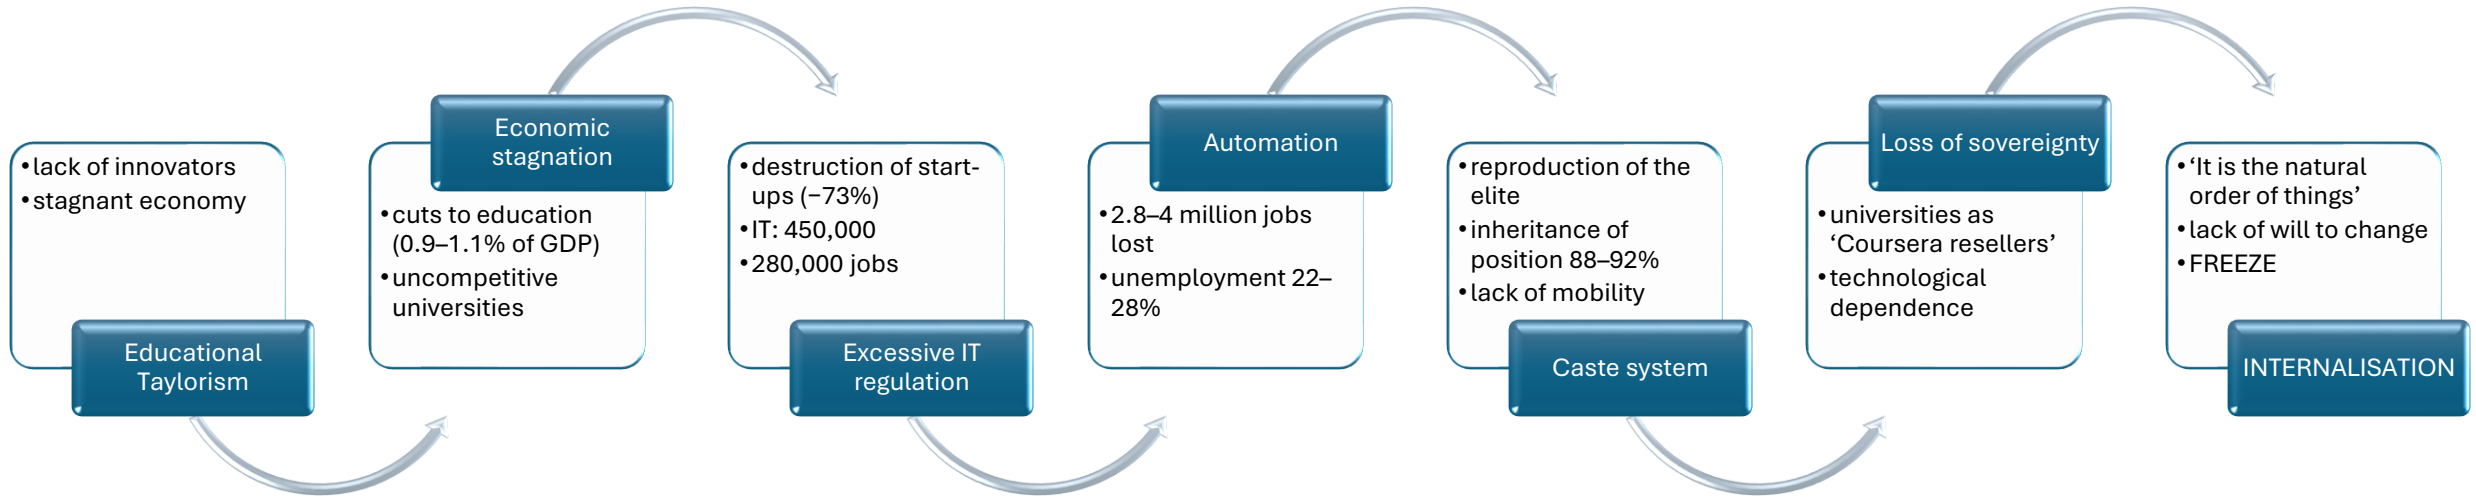 • lack of innovators
• stagnant economy
Educational
Taylorism
Economic
stagnation
• cuts to education
(0.9–1.1% of GDP)
• uncompetitive
universities
• destruction of start-
ups (−73%)
• IT: 450,000
• 280,000 jobs
Excessive IT
regulation
Automation
• 2.8–4 million jobs
lost
• unemployment 22–
28%
• reproduction of the
elite
• inheritance of
position 88–92%
• lack of mobility
Caste system
Loss of sovereignty
• universities as
‘Coursera resellers’
• technological
dependence
• ‘It is the natural
order of things’
• lack of will to change
• FREEZE
INTERNALISATION